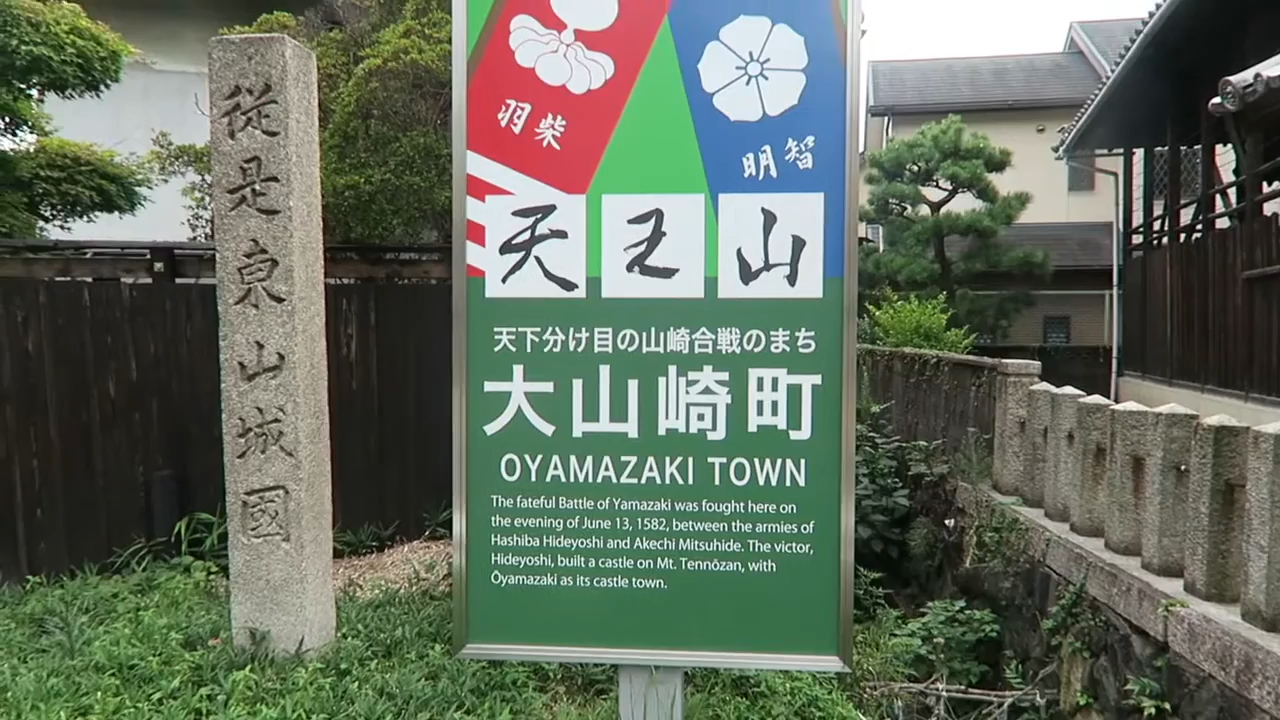 從是東山城國
羽柴
明智
天王山
天下分け目の山崎合戦のまち
大山崎町
OYAMAZAKI TOWN
The fateful Battle of Yamazaki was fought here on
the evening of June 13, 1582, between the armies of
Hashiba Hideyoshi and Akechi Mitsuhide. The victor,
Hideyoshi, built a castle on Mt. Tennōzan, with
Ōyamazaki as its castle town.